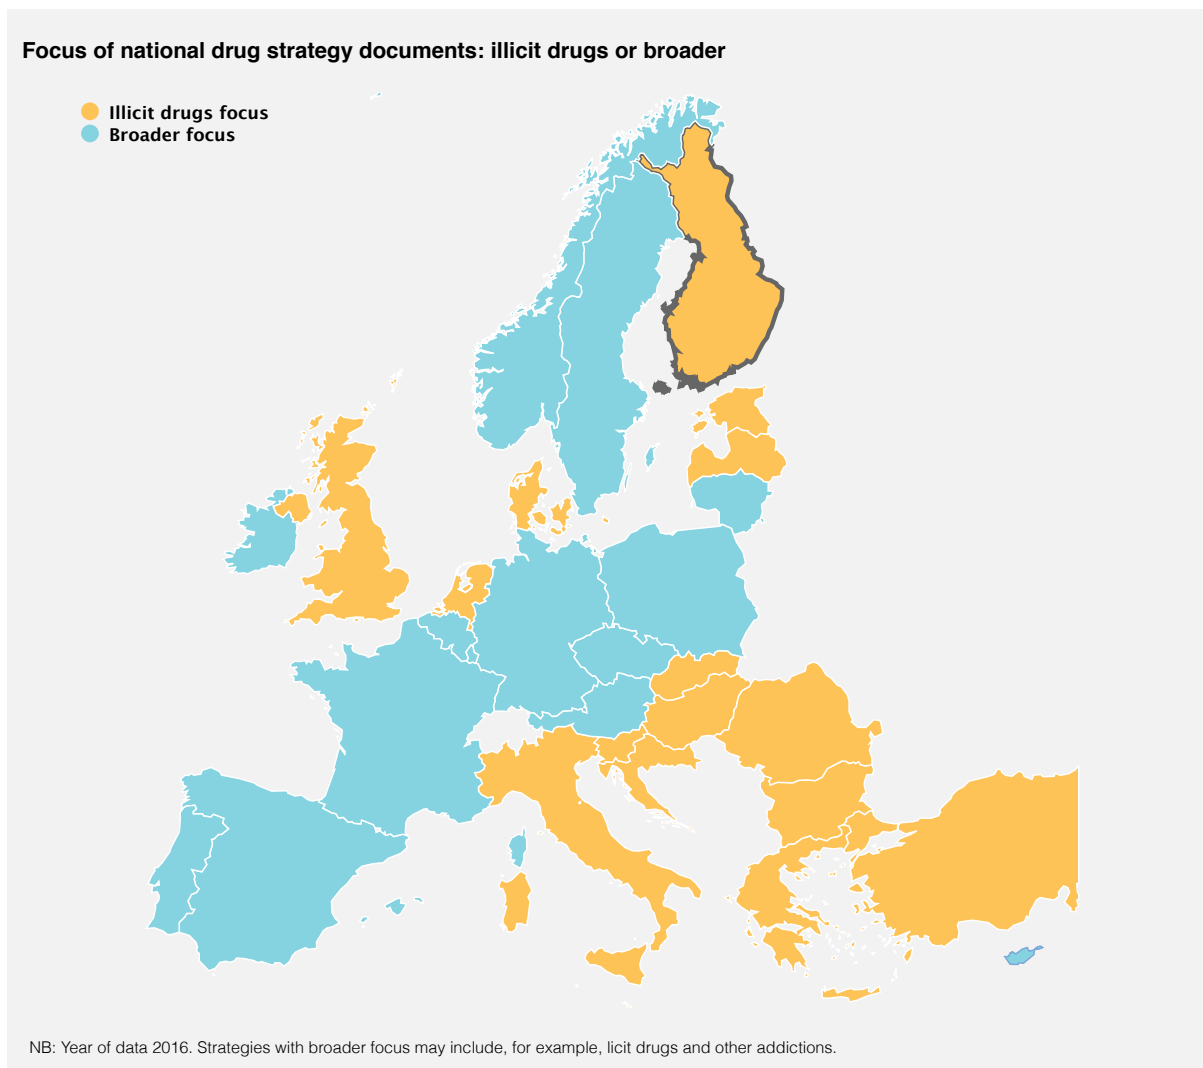 Focus of national drug strategy documents: illicit drugs or broader
Illicit drugs focus
Broader focus
NB: Year of data 2016. Strategies with broader focus may include, for example, licit drugs and other addictions.